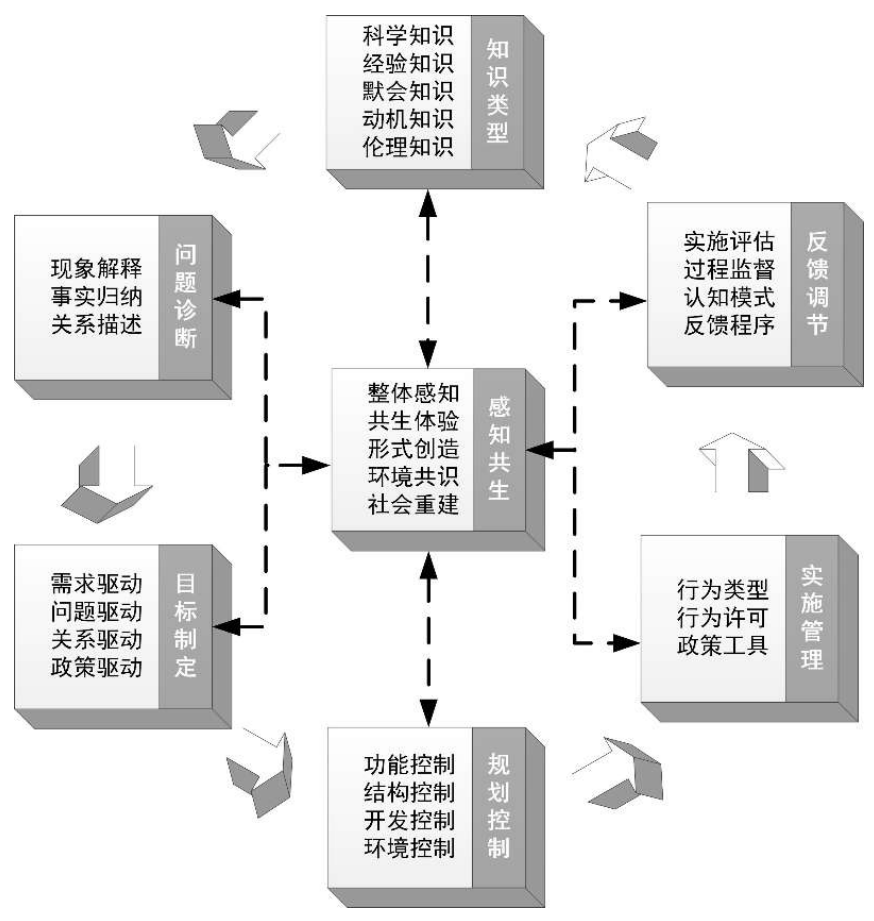 科学知识
经验知识
默会知识
动机知识
伦理知识
知识类型
现象解释
事实归纳
关系描述
问题诊断
实施评估
过程监督
认知模式
反馈程序
反馈调节
整体感知
共生体验
形式创造
环境共识
社会重建
感知共生
需求驱动
问题驱动
关系驱动
政策驱动
目标制定
行为类型
行为许可
政策工具
实施管理
功能控制
结构控制
开发控制
环境控制
规划控制